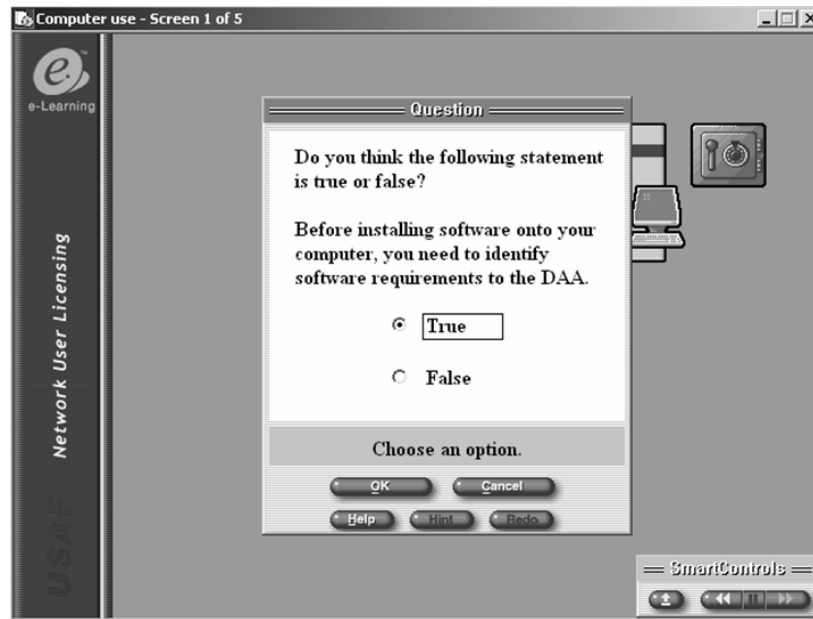 Computer use - Screen 1 of 5
e
e-Learning
Network User Licensing
USAF
Question
Do you think the following statement
is true or false?
Before installing software onto your
computer, you need to identify
software requirements to the DAA.
True
False
Choose an option.
OK
Cancel
Help
Hint
Redo
SmartControls